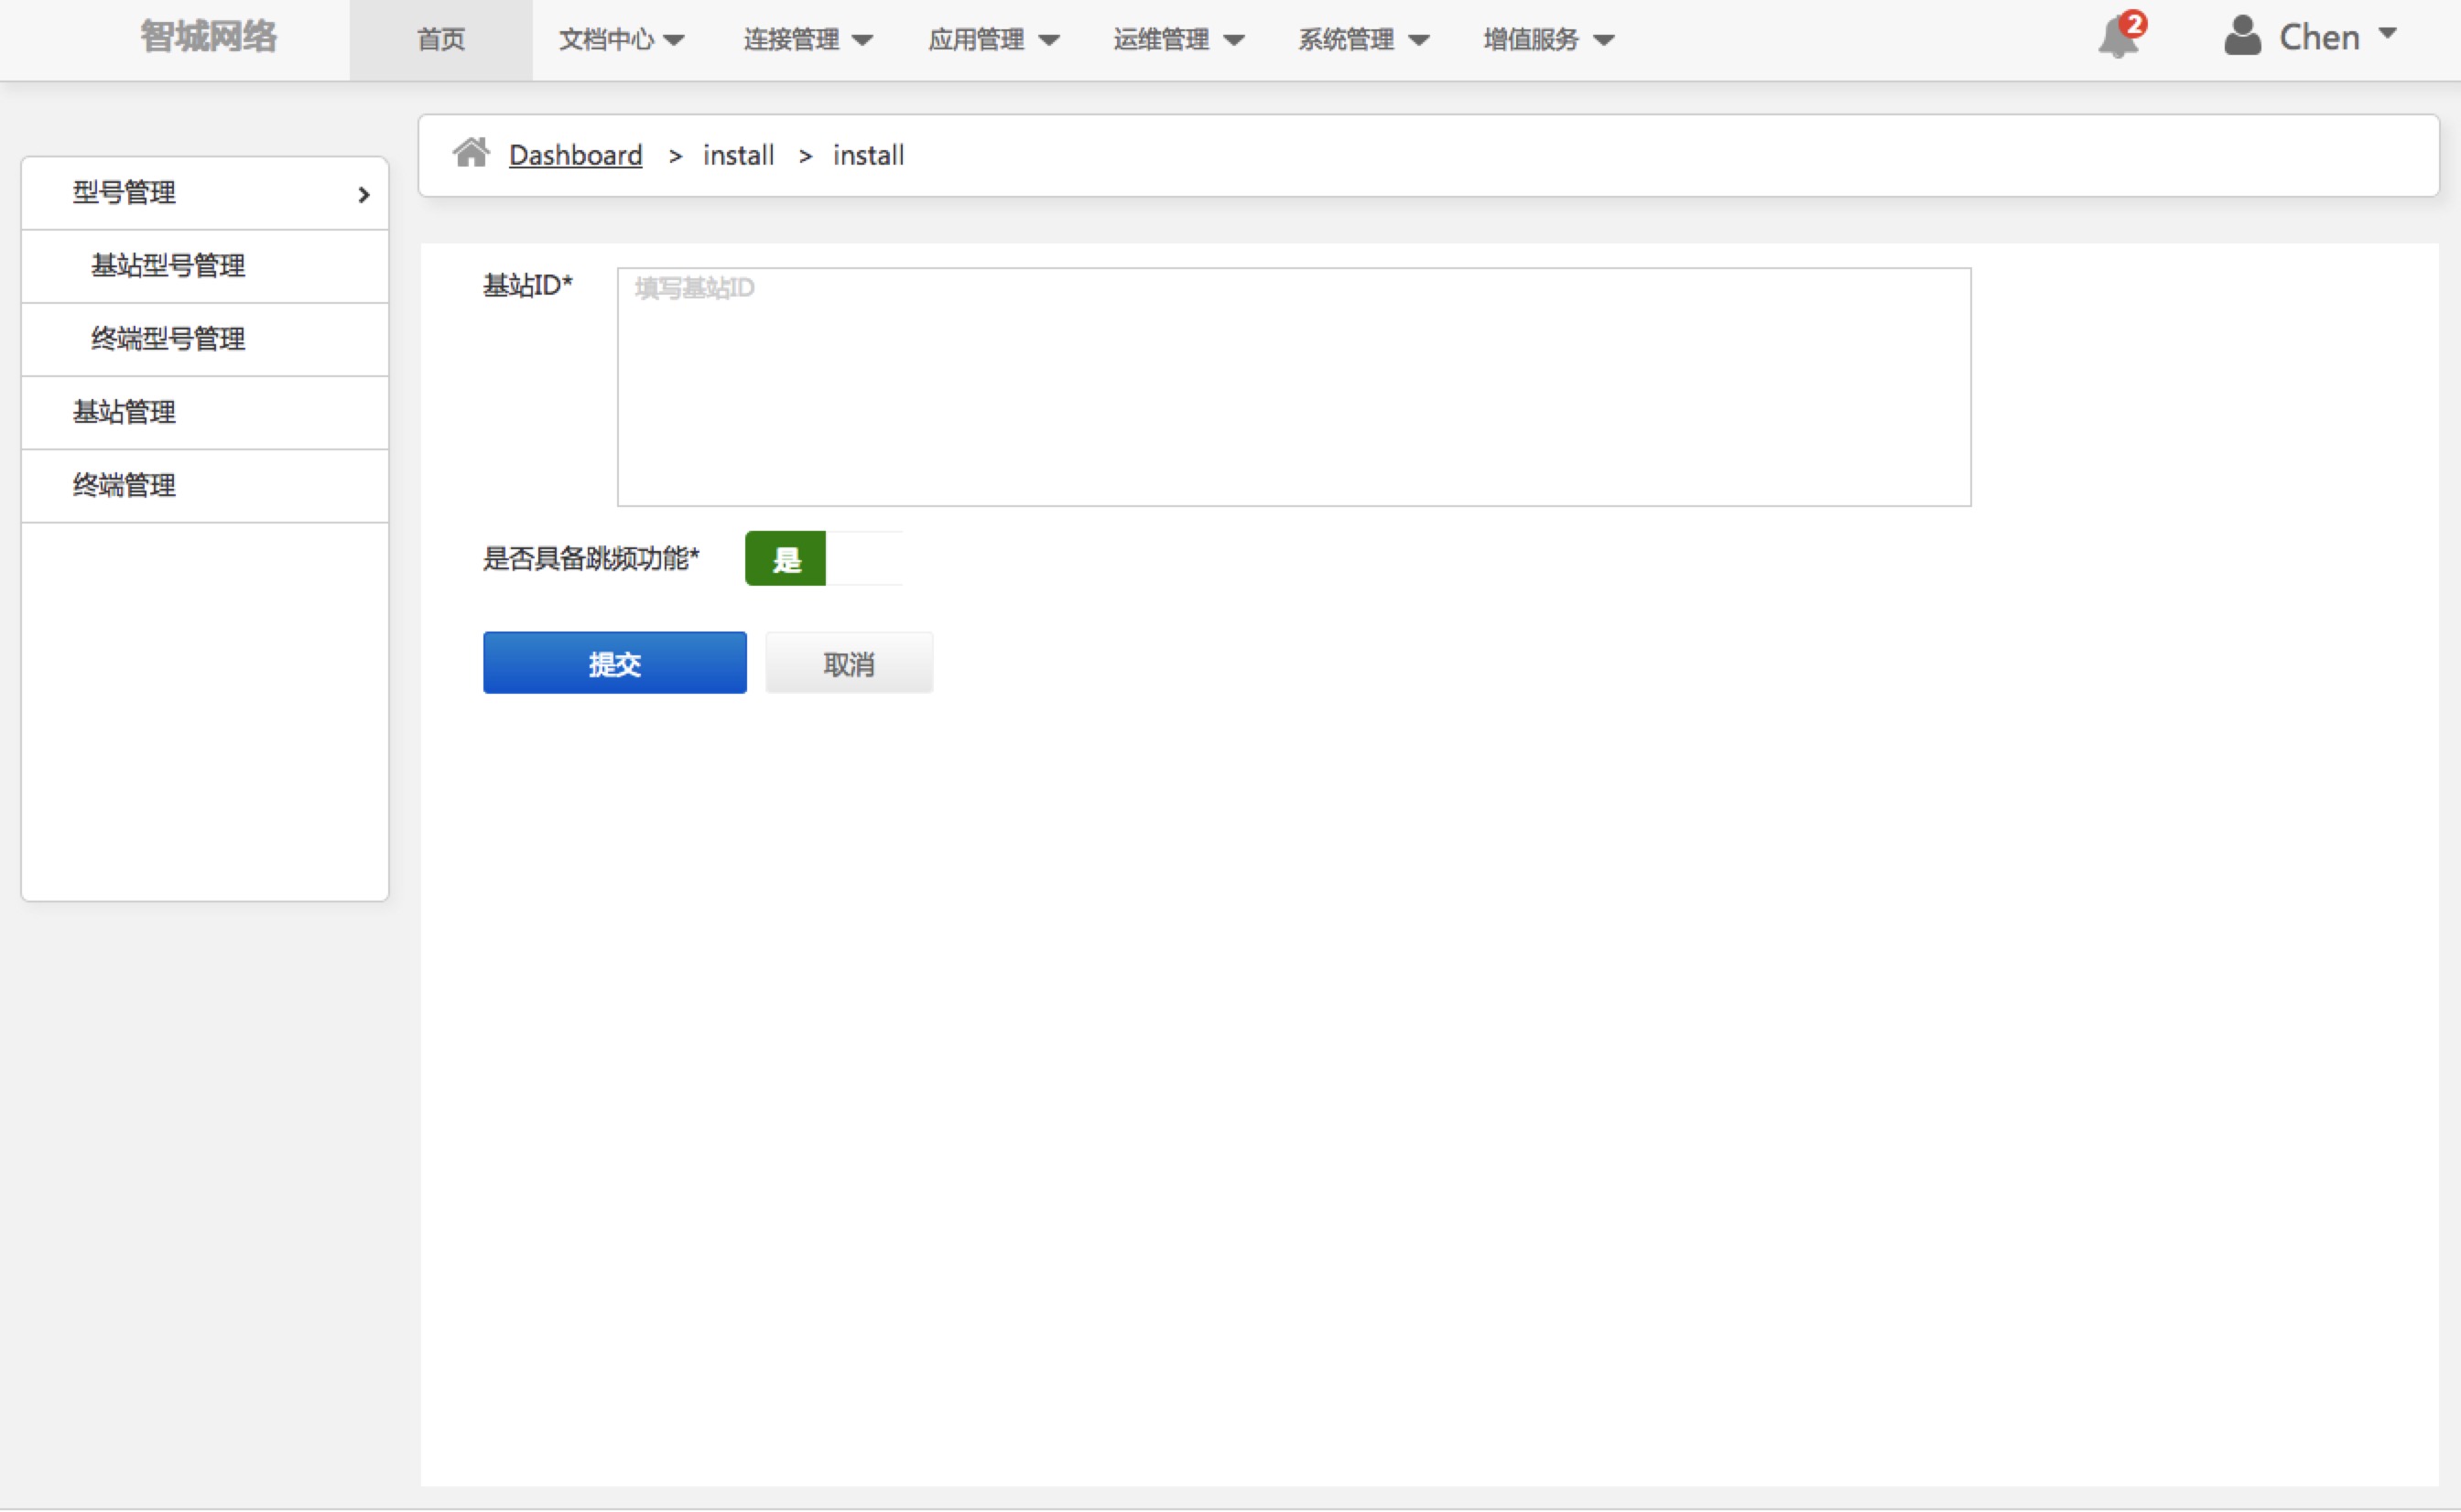 智城网络 首页 文档中心 连接管理 应用管理 运维管理 系统管理 增值服务 2 Chen
Dashboard > install > install
型号管理
基站型号管理
终端型号管理
基站管理
终端管理
基站ID* 填写基站ID
是否具备跳频功能* 是
提交 取消